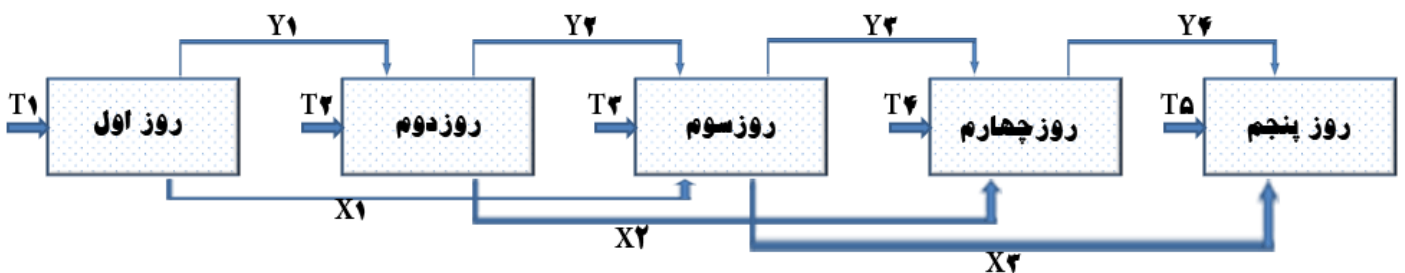 Y۱ Y۲ Y۳ Y۴
T۱ T۲ T۳ T۴ T۵
روز اول روزدوم روزسوم روزچهارم روز پنجم
X۱
X۲
X۳